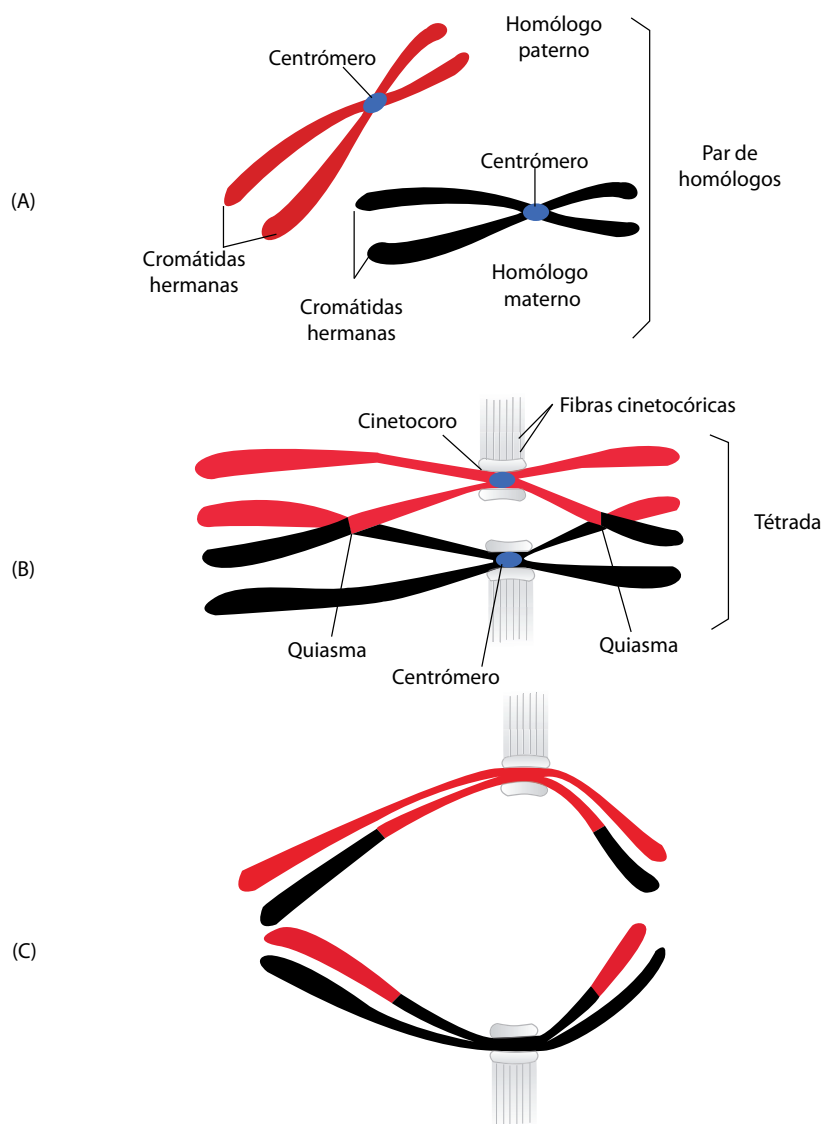 Homólogo
paterno
Centrómero
Centrómero
Par de
homólogos
(A)
Cromátidas
hermanas
Homólogo
materno
Cromátidas
hermanas
Fibras cinetocóricas
Cinetocoro
Tétrada
(B)
Quiasma
Quiasma
Centrómero
(C)